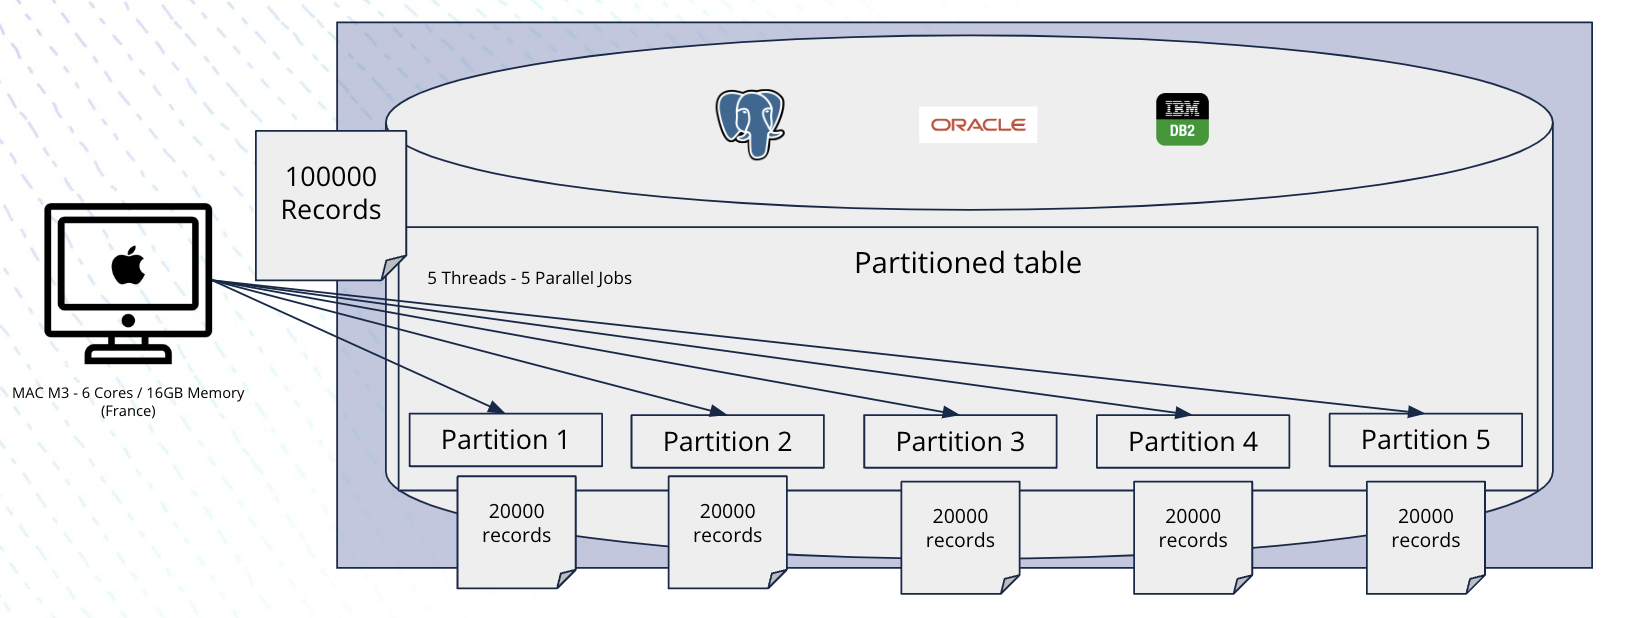 ORACLE
IBM
DB2
100000
Records
Partitioned table
5 Threads - 5 Parallel Jobs
MAC M3 - 6 Cores / 16GB Memory
(France)
Partition 1
Partition 2
Partition 3
Partition 4
Partition 5
20000
records
20000
records
20000
records
20000
records
20000
records